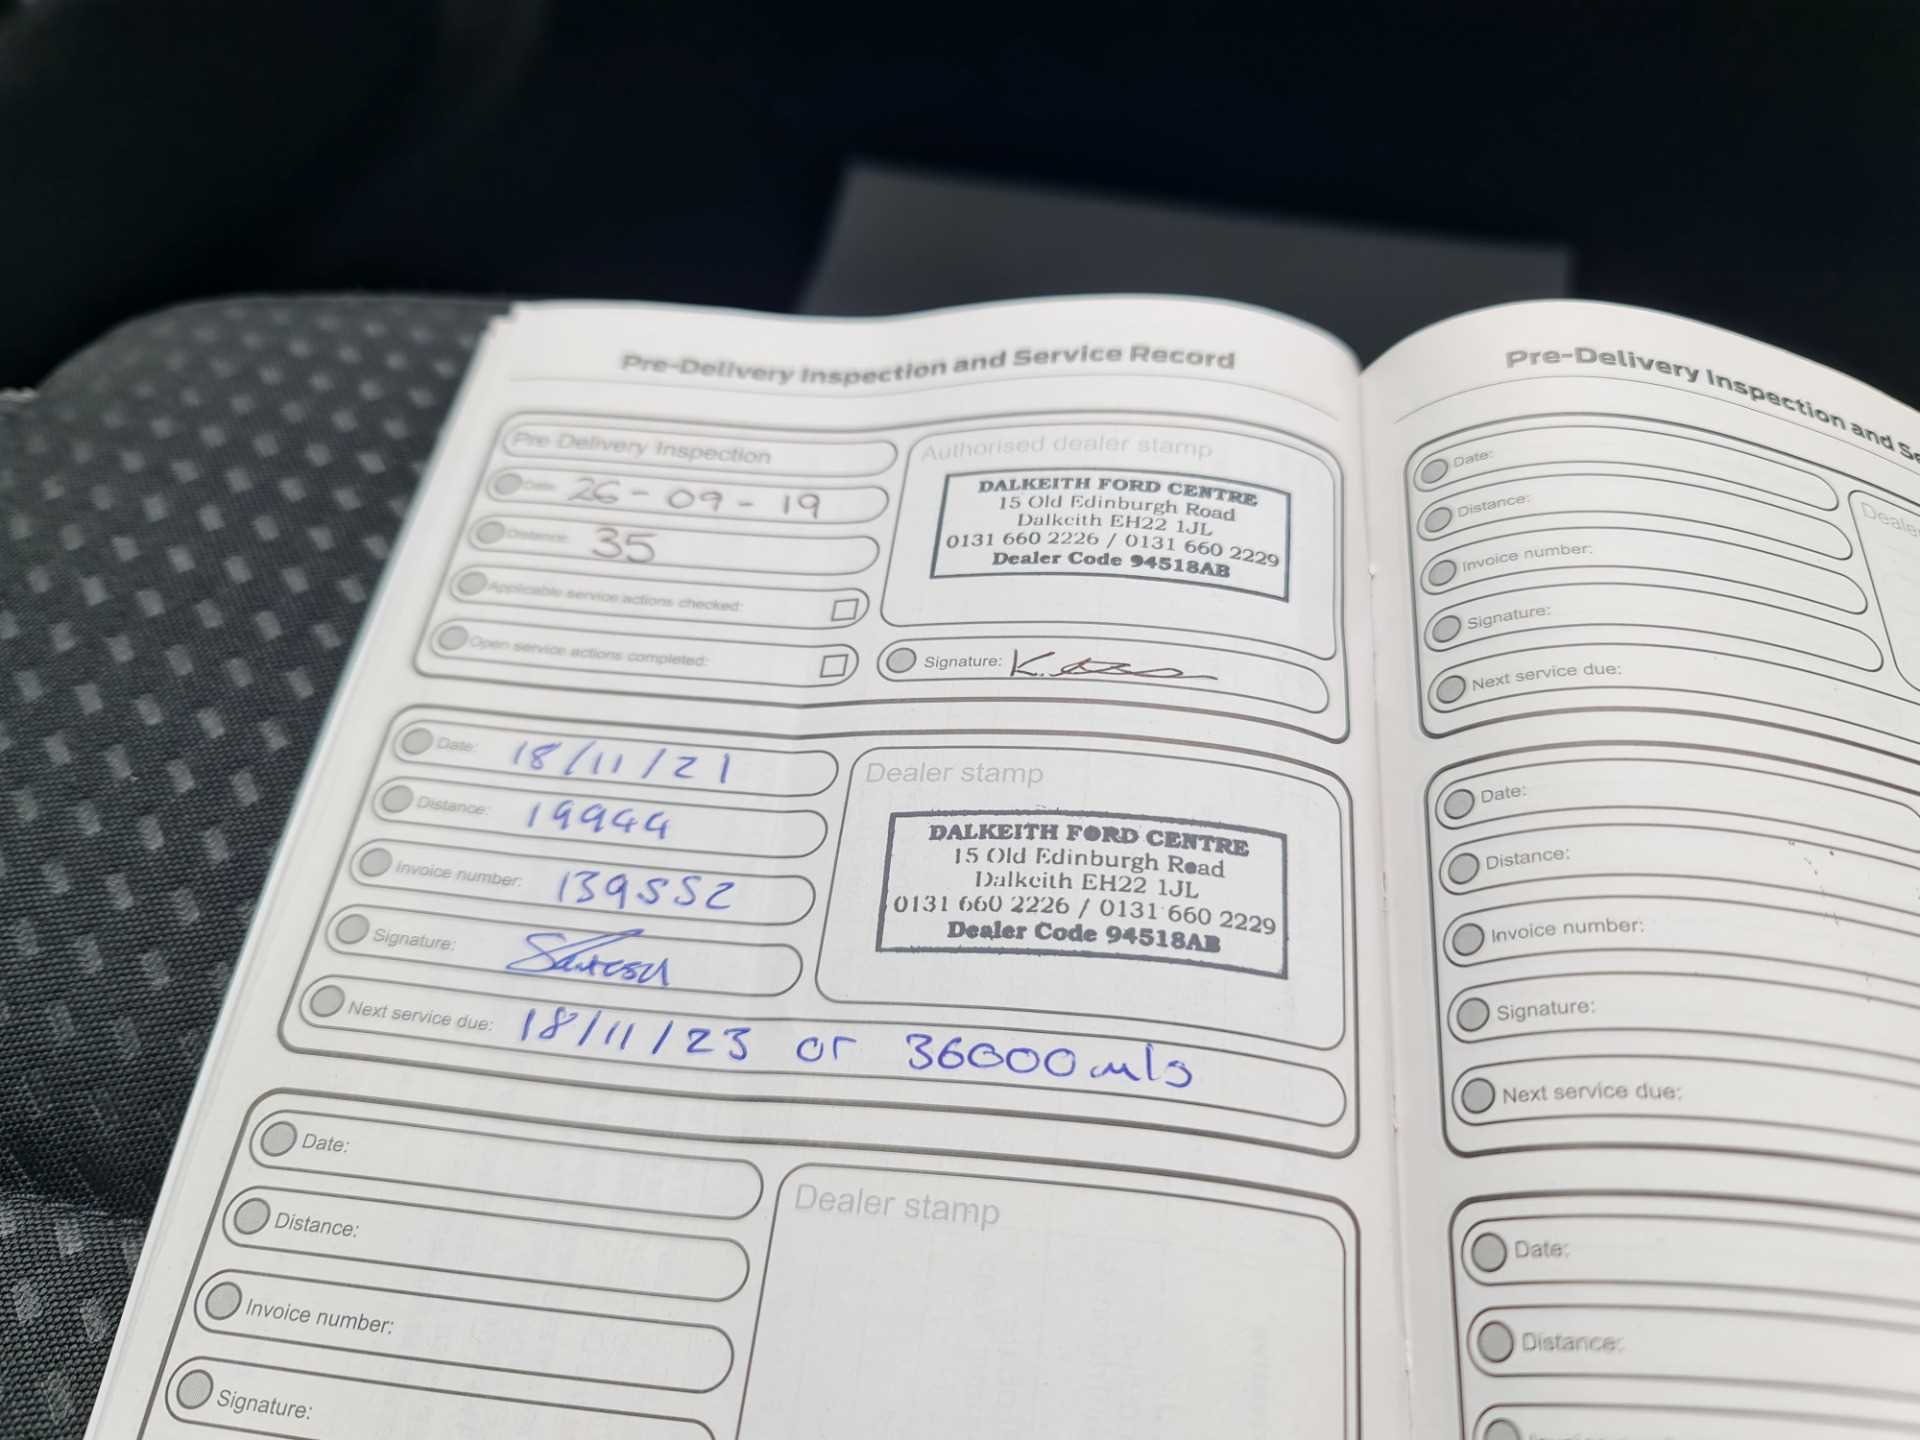 Pre-Delivery Inspection and Service Record
Pre Delivery Inspection
Date: 26-09-19
Distance: 35
Applicable service actions checked:
Open service actions completed:
Authorised dealer stamp
DALKEITH FORD CENTRE
15 Old Edinburgh Road
Dalkeith EH22 1JL
0131 660 2226 / 0131 660 2229
Dealer Code 94518AB
Signature:
Date: 18/11/21
Distance: 19944
Invoice number: 139552
Signature:
Next service due: 18/11/23 or 36000 mls
Dealer stamp
DALKEITH FORD CENTRE
15 Old Edinburgh Road
Dalkeith EH22 1JL
0131 660 2226 / 0131 660 2229
Dealer Code 94518AB
Date:
Distance:
Invoice number:
Signature:
Dealer stamp
Pre-Delivery Inspection and Se
Date:
Distance:
Invoice number:
Signature:
Next service due:
Deale
Date:
Distance:
Invoice number:
Signature:
Next service due:
Date:
Distance: